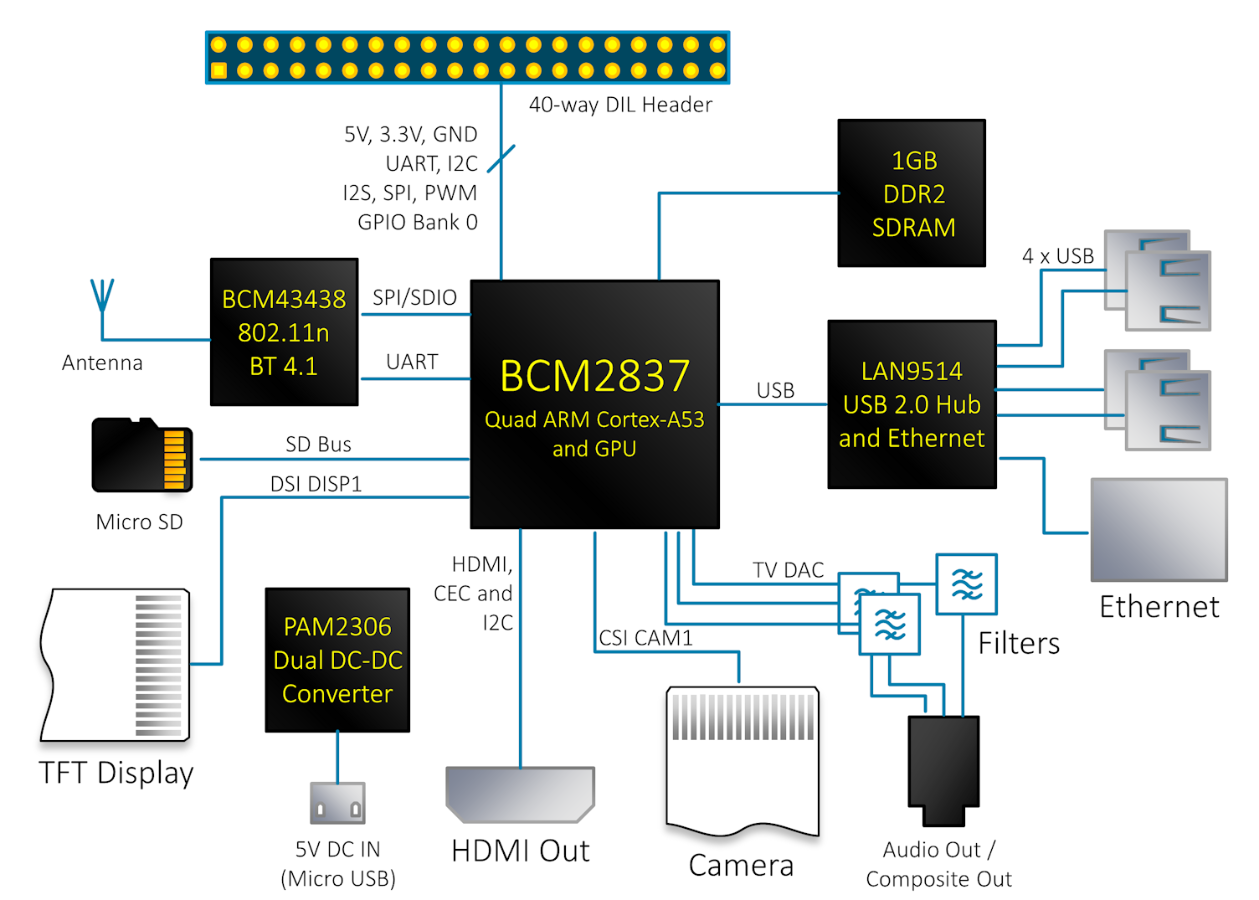 40-way DIL Header
5V, 3.3V, GND
UART, I2C
I2S, SPI, PWM
GPIO Bank 0
1GB
DDR2
SDRAM
4 x USB
BCM43438
802.11n
BT 4.1
SPI/SDIO
UART
Antenna
BCM2837
Quad ARM Cortex-A53
and GPU
USB
LAN9514
USB 2.0 Hub
and Ethernet
SD Bus
DSI DISP1
Micro SD
HDMI,
CEC and
I2C
TV DAC
CSI CAM1
Filters
Ethernet
PAM2306
Dual DC-DC
Converter
TFT Display
5V DC IN
(Micro USB)
HDMI Out
Camera
Audio Out /
Composite Out